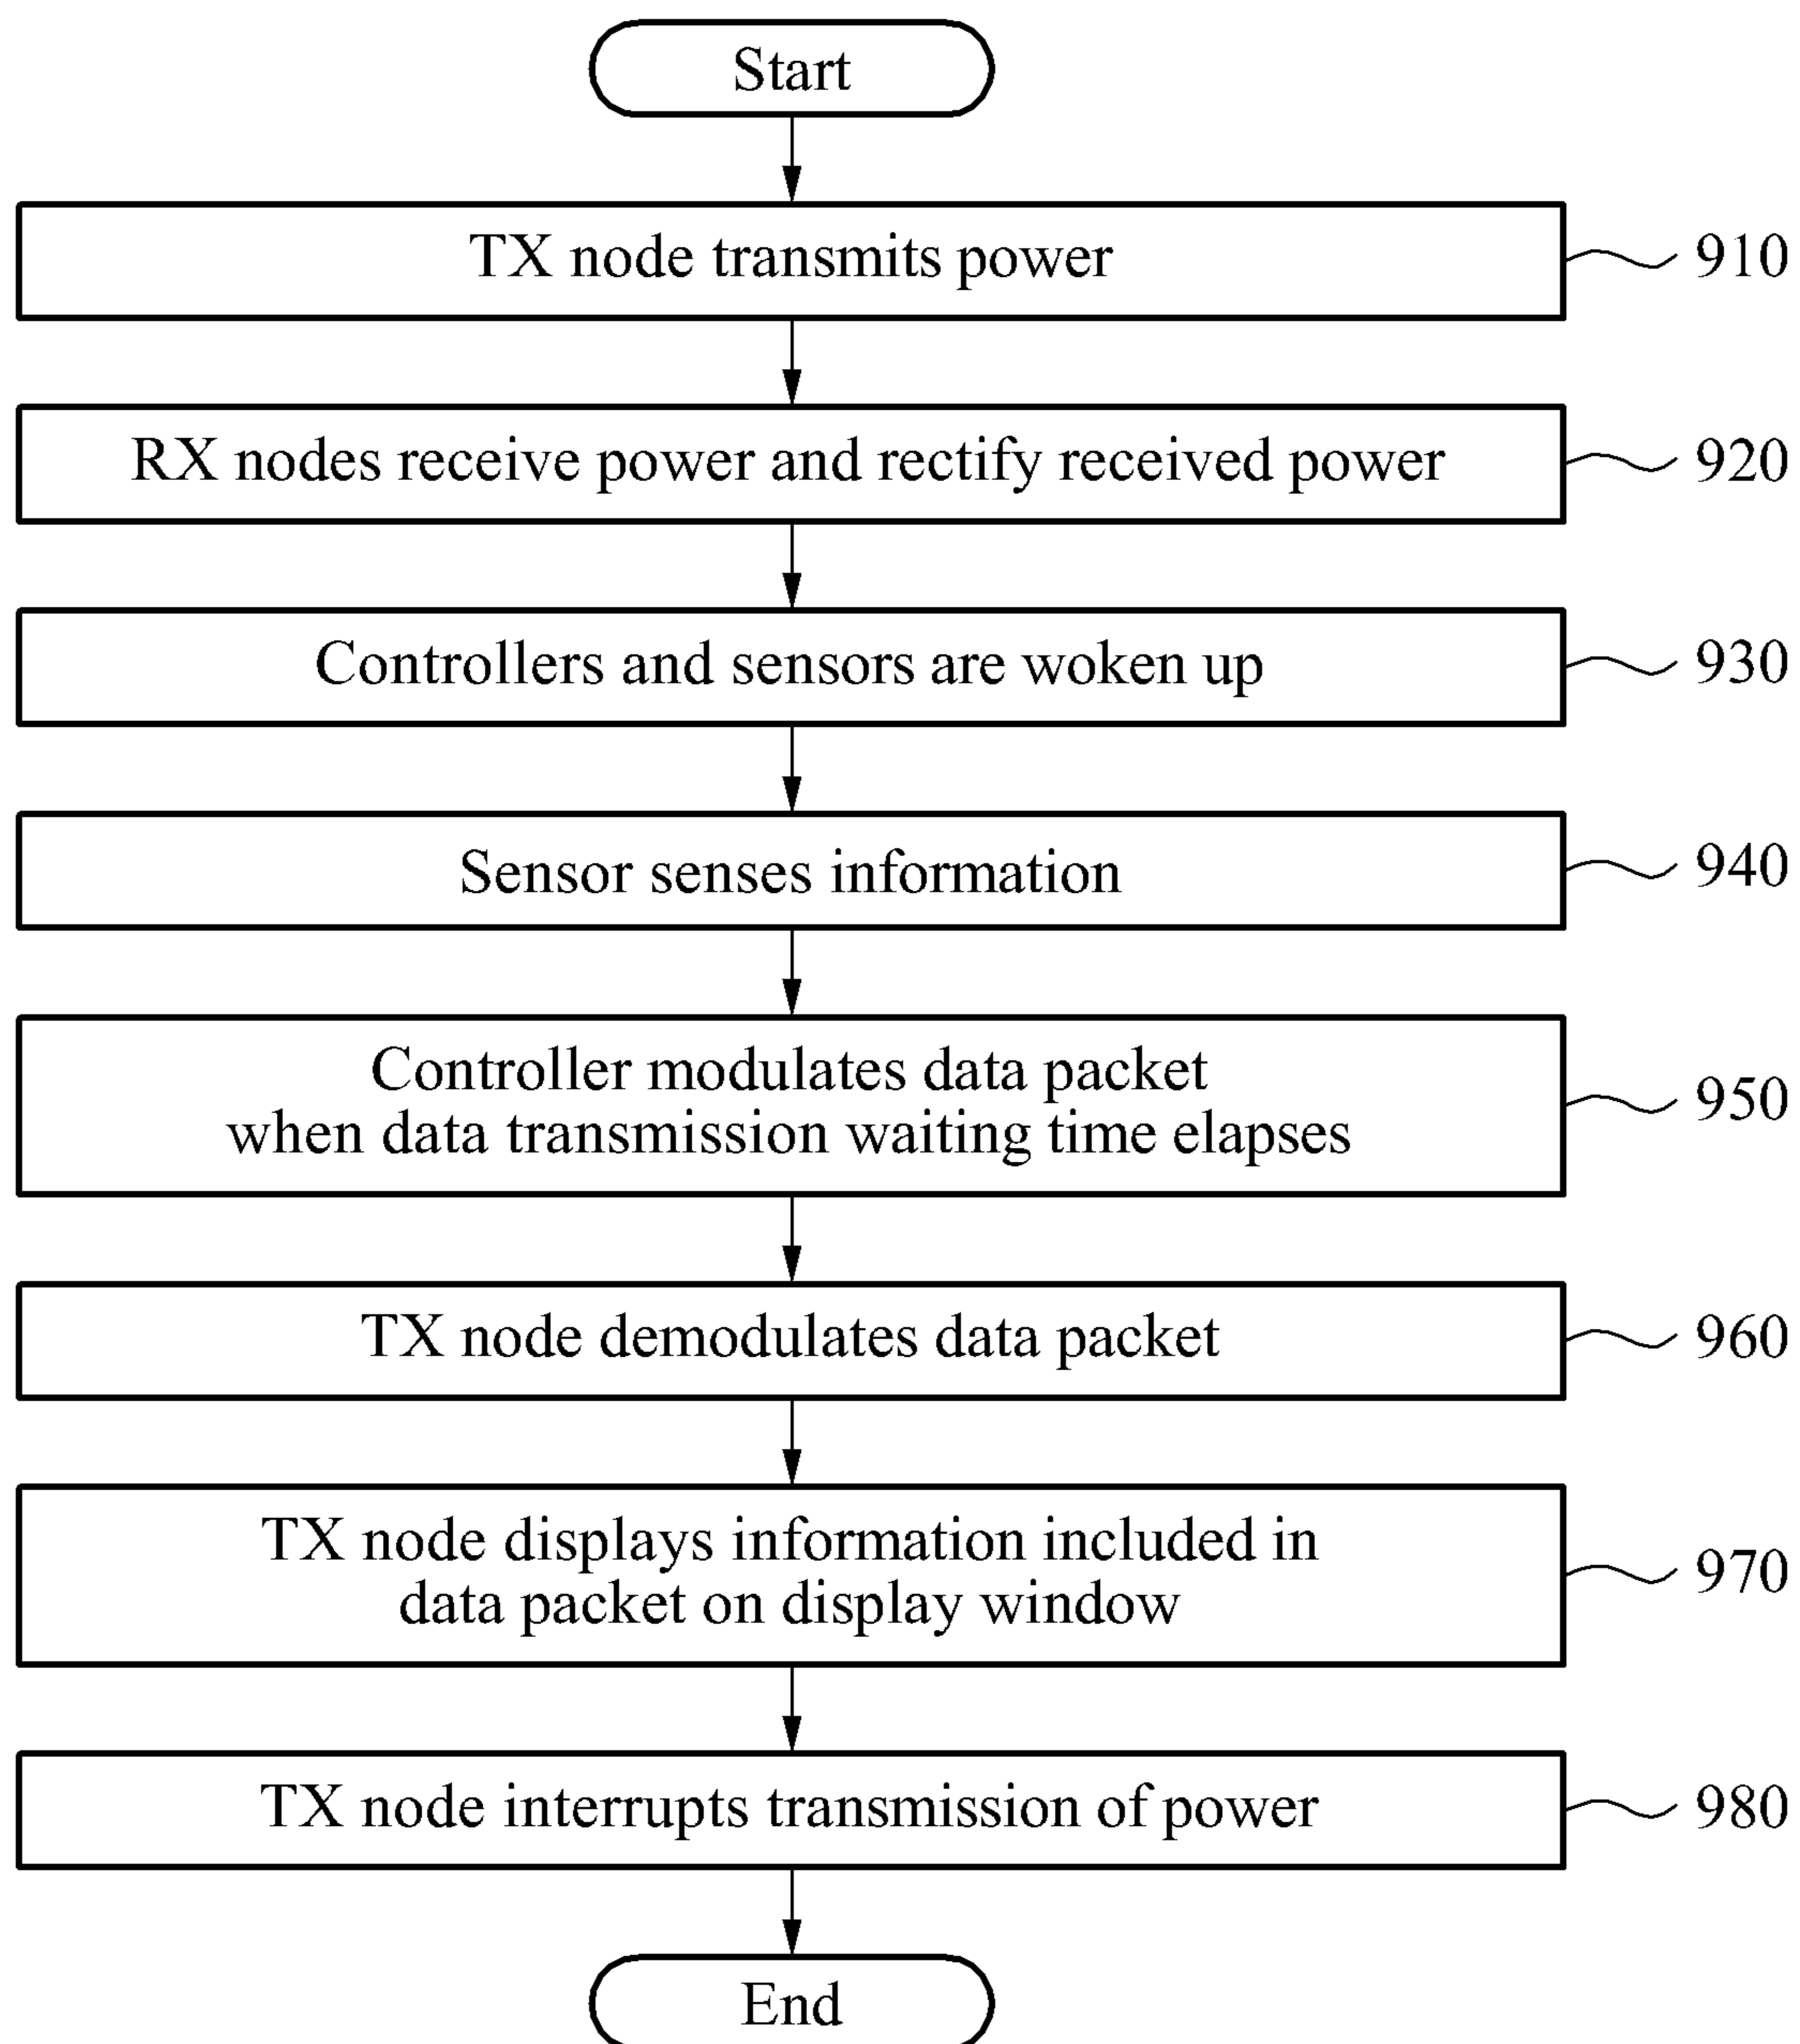 Start
TX node transmits power
910
RX nodes receive power and rectify received power
920
Controllers and sensors are woken up
930
Sensor senses information
940
Controller modulates data packet
when data transmission waiting time elapses
950
TX node demodulates data packet
960
TX node displays information included in
data packet on display window
970
TX node interrupts transmission of power
980
End